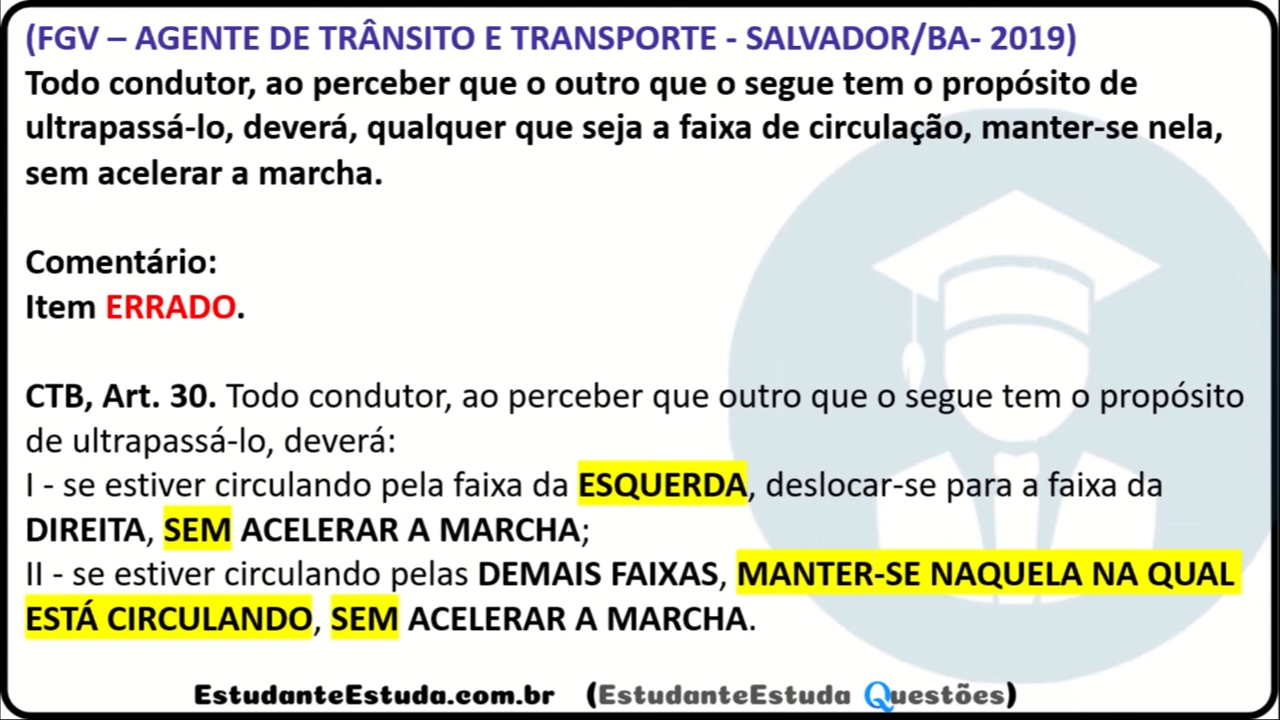 (FGV – AGENTE DE TRÂNSITO E TRANSPORTE - SALVADOR/BA- 2019)
Todo condutor, ao perceber que o outro que o segue tem o propósito de
ultrapassá-lo, deverá, qualquer que seja a faixa de circulação, manter-se nela,
sem acelerar a marcha.
Comentário:
Item ERRADO.
CTB, Art. 30. Todo condutor, ao perceber que outro que o segue tem o propósito
de ultrapassá-lo, deverá:
I - se estiver circulando pela faixa da ESQUERDA, deslocar-se para a faixa da
DIREITA, SEM ACELERAR A MARCHA;
II - se estiver circulando pelas DEMAIS FAIXAS, MANTER-SE NAQUELA NA QUAL
ESTÁ CIRCULANDO, SEM ACELERAR A MARCHA.
EstudanteEstuda.com.br (EstudanteEstuda Questões)